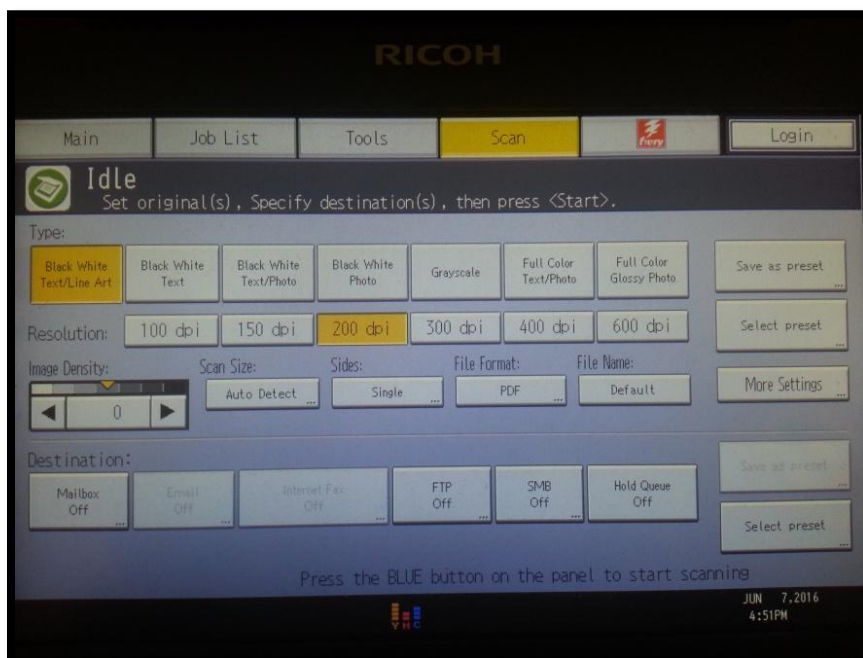 RICOH
Main Job List Tools Scan Fiery Login
Idle
Set original(s), Specify destination(s), then press <Start>.
Type:
Black White Text/Line Art
Black White Text
Black White Text/Photo
Black White Photo
Grayscale
Full Color Text/Photo
Full Color Glossy Photo
Save as preset
Resolution: 100 dpi 150 dpi 200 dpi 300 dpi 400 dpi 600 dpi
Select preset
Image Density: Scan Size: Sides: File Format: File Name:
0 Auto Detect Single PDF Default
More Settings
Destination:
Mailbox Off
Email Off
Internet Fax Off
FTP Off
SMB Off
Hold Queue Off
Save as preset
Select preset
Press the BLUE button on the panel to start scanning
JUN 7,2016
4:51PM
Y M C